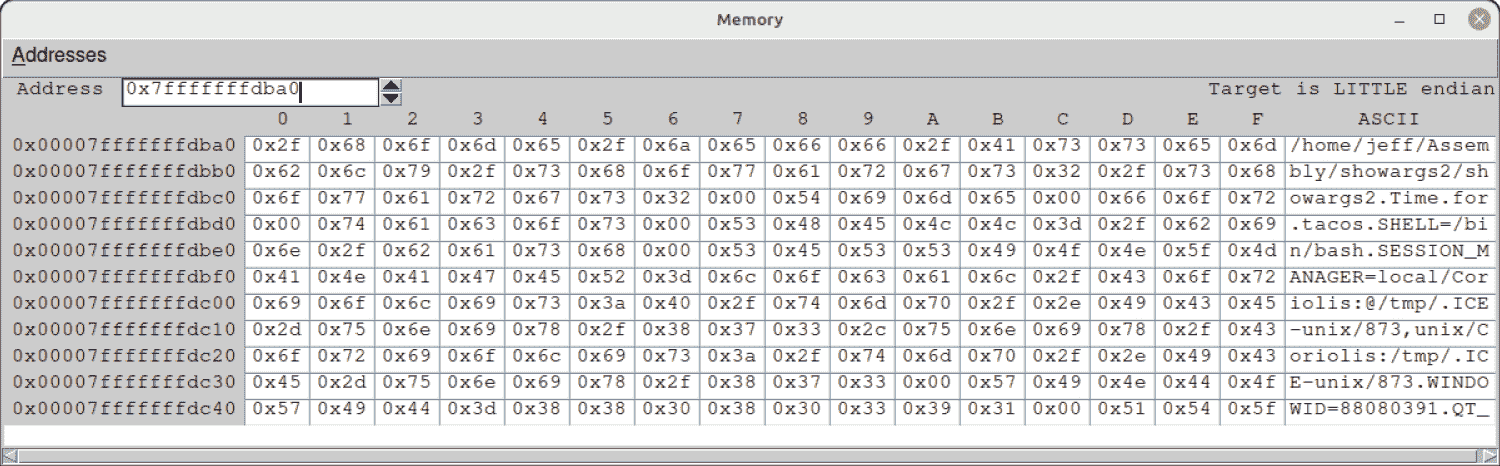 Memory
Addresses
Address 0x7fffffffdba0 Target is LITTLE endian
0 1 2 3 4 5 6 7 8 9 A B C D E F ASCII
0x00007fffffffdba0 0x2f 0x68 0x6f 0x6d 0x65 0x2f 0x6a 0x65 0x66 0x66 0x2f 0x41 0x73 0x73 0x65 0x6d /home/jeff/Assem
0x00007fffffffdbb0 0x62 0x6c 0x79 0x2f 0x73 0x68 0x6f 0x77 0x61 0x72 0x67 0x73 0x32 0x2f 0x73 0x68 bly/showargs2/sh
0x00007fffffffdbc0 0x6f 0x77 0x61 0x72 0x67 0x73 0x32 0x00 0x54 0x69 0x6d 0x65 0x00 0x66 0x6f 0x72 owargs2.Time.for
0x00007fffffffdbd0 0x00 0x74 0x61 0x63 0x6f 0x73 0x00 0x53 0x48 0x45 0x4c 0x4c 0x3d 0x2f 0x62 0x69 .tacos.SHELL=/bi
0x00007fffffffdbe0 0x6e 0x2f 0x62 0x61 0x73 0x68 0x00 0x53 0x45 0x53 0x53 0x49 0x4f 0x4e 0x5f 0x4d n/bash.SESSION_M
0x00007fffffffdbf0 0x41 0x4e 0x41 0x47 0x45 0x52 0x3d 0x6c 0x6f 0x63 0x61 0x6c 0x2f 0x43 0x6f 0x72 ANAGER=local/Cor
0x00007fffffffdc00 0x69 0x6f 0x6c 0x69 0x73 0x3a 0x40 0x2f 0x74 0x6d 0x70 0x2f 0x2e 0x49 0x43 0x45 iolis:@/tmp/.ICE
0x00007fffffffdc10 0x2d 0x75 0x6e 0x69 0x78 0x2f 0x38 0x37 0x33 0x2c 0x75 0x6e 0x69 0x78 0x2f 0x43 -unix/873,unix/C
0x00007fffffffdc20 0x6f 0x72 0x69 0x6f 0x6c 0x69 0x73 0x3a 0x2f 0x74 0x6d 0x70 0x2f 0x2e 0x49 0x43 oriolis:/tmp/.IC
0x00007fffffffdc30 0x45 0x2d 0x75 0x6e 0x69 0x78 0x2f 0x38 0x37 0x33 0x00 0x57 0x49 0x4e 0x44 0x4f E-unix/873.WINDO
0x00007fffffffdc40 0x57 0x49 0x44 0x3d 0x38 0x38 0x30 0x38 0x30 0x33 0x39 0x31 0x00 0x51 0x54 0x5f WID=88080391.QT_